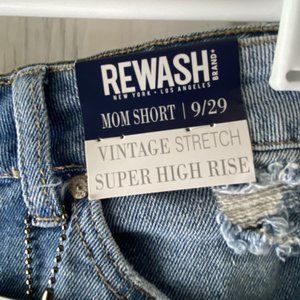 REWASH
BRAND
NEW YORK • LOS ANGELES
MOM SHORT | 9/29
VINTAGE STRETCH
SUPER HIGH RISE